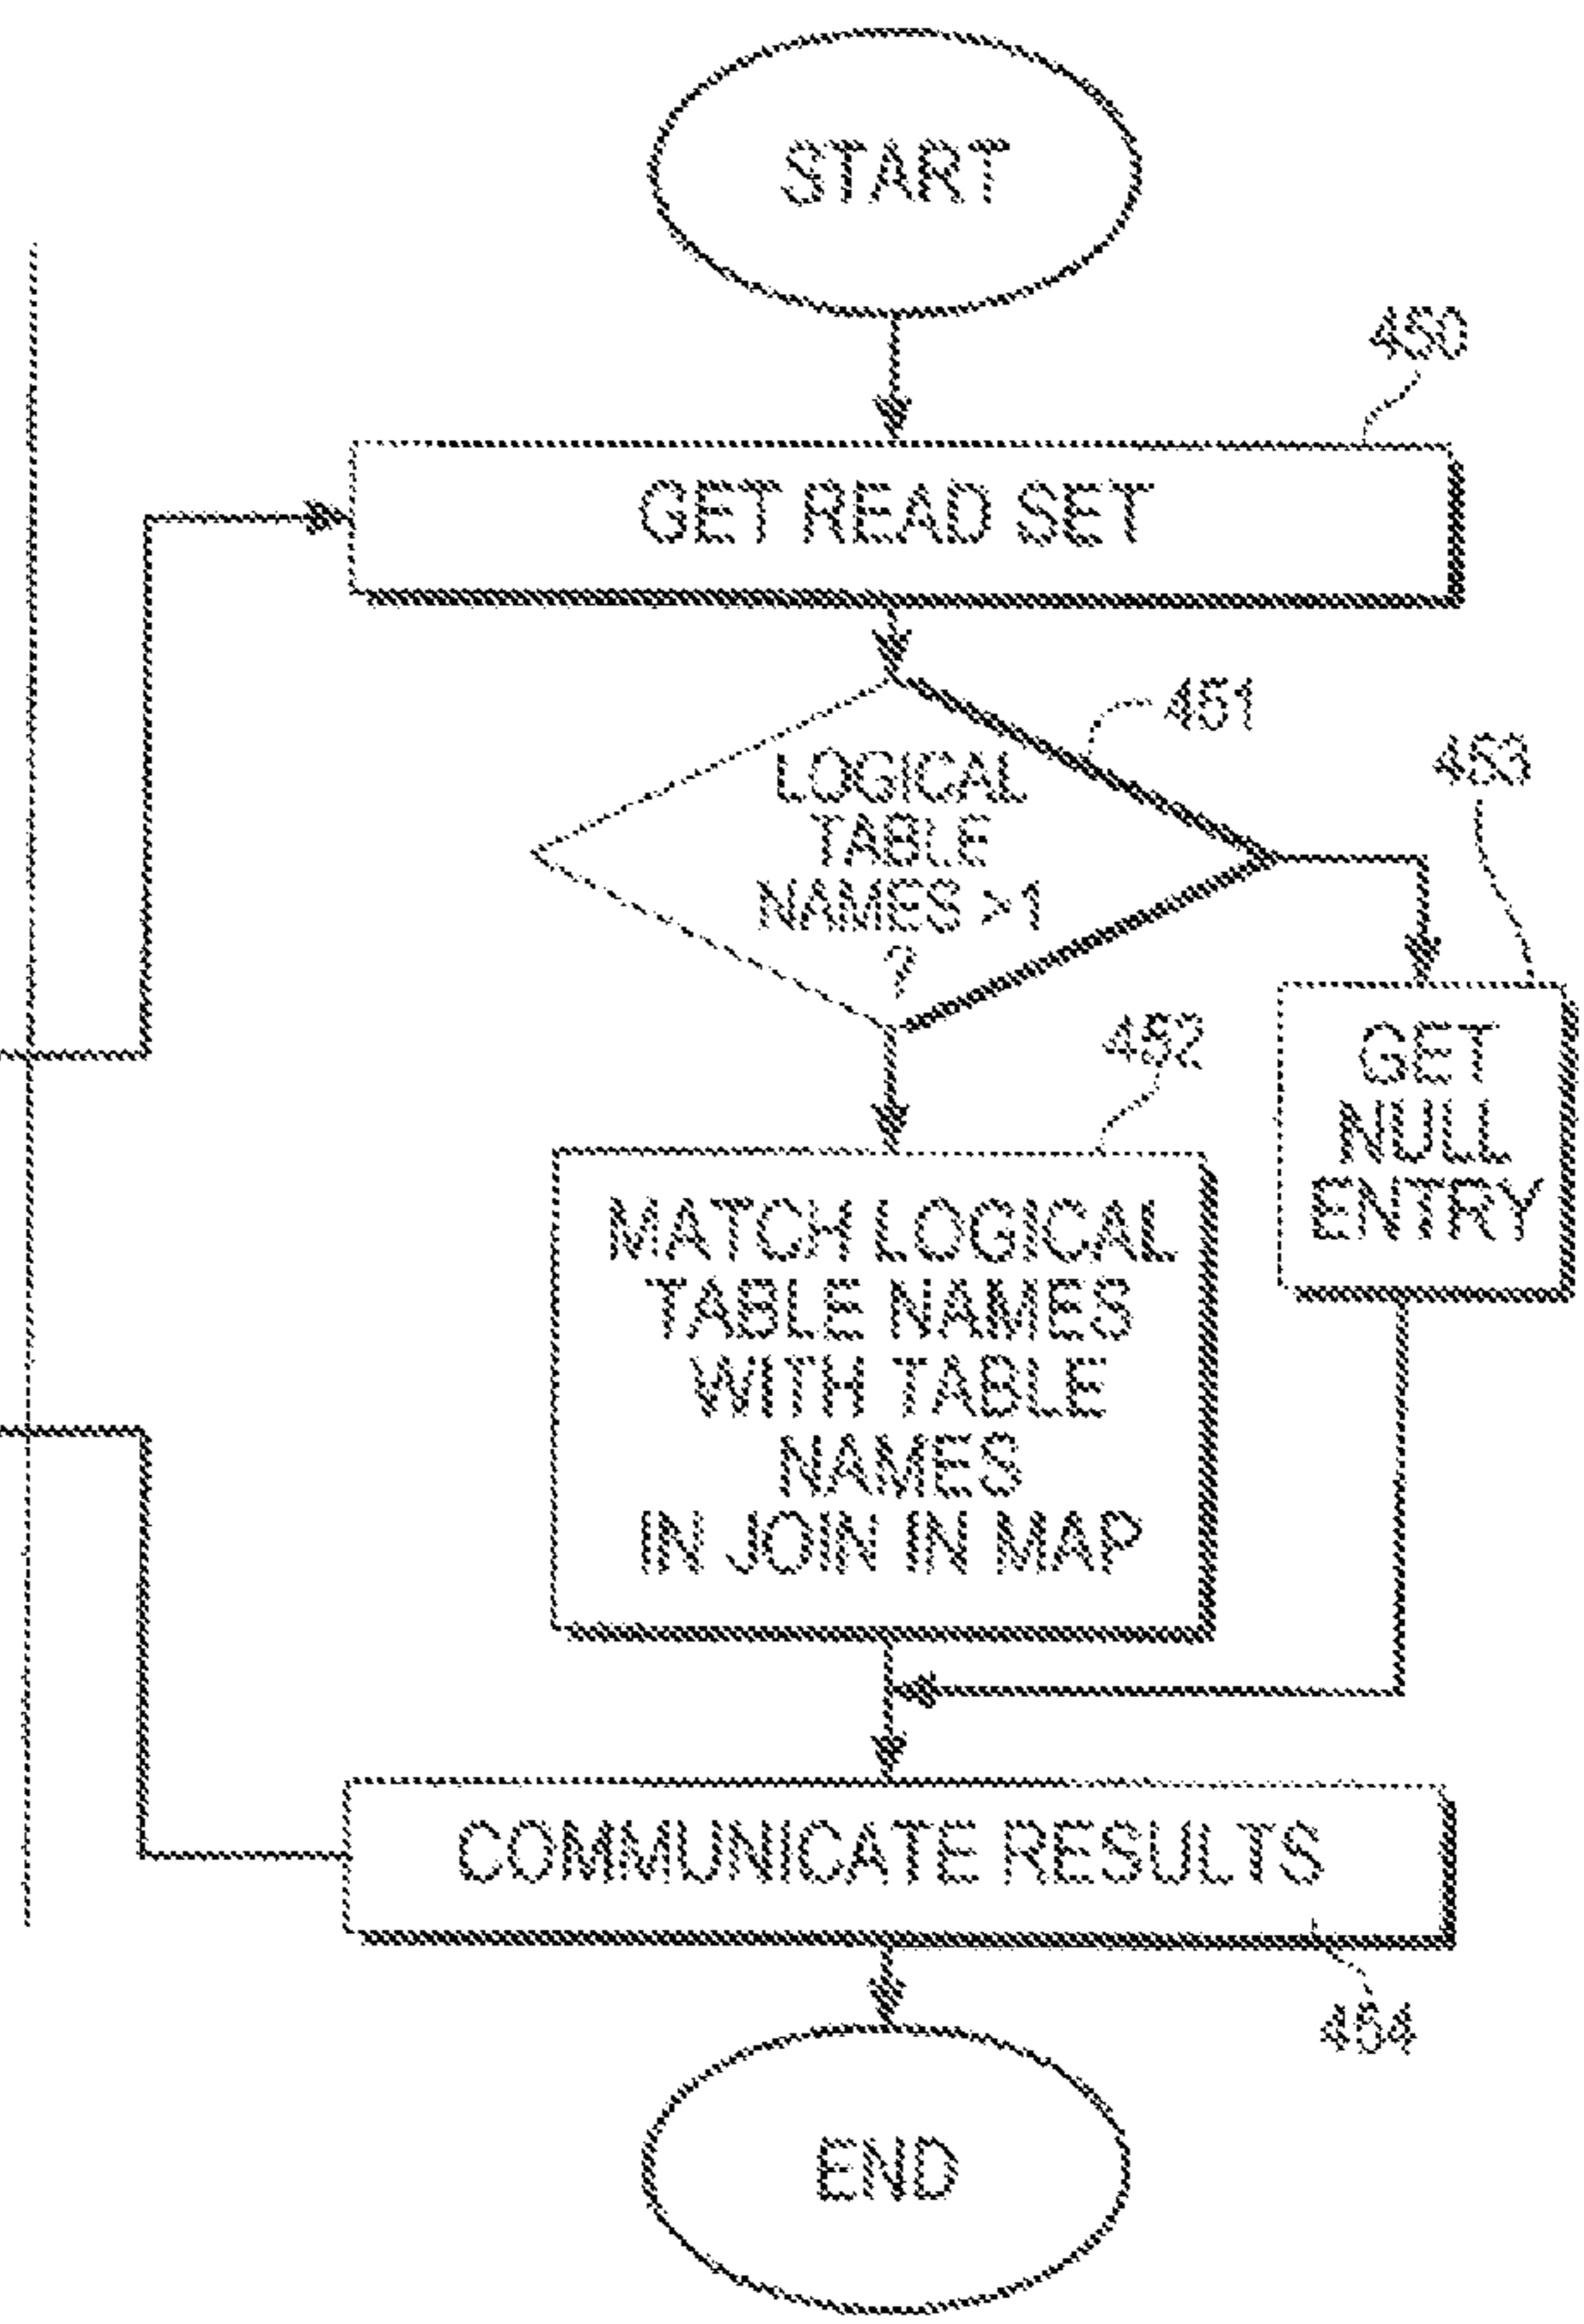 START
450
GET READ SET
451
LOGICAL
TABLE
NAMES >1
?
453
GET
NULL
ENTRY
452
MATCH LOGICAL
TABLE NAMES
WITH TABLE
NAMES
IN JOIN IN MAP
COMMUNICATE RESULTS
454
END